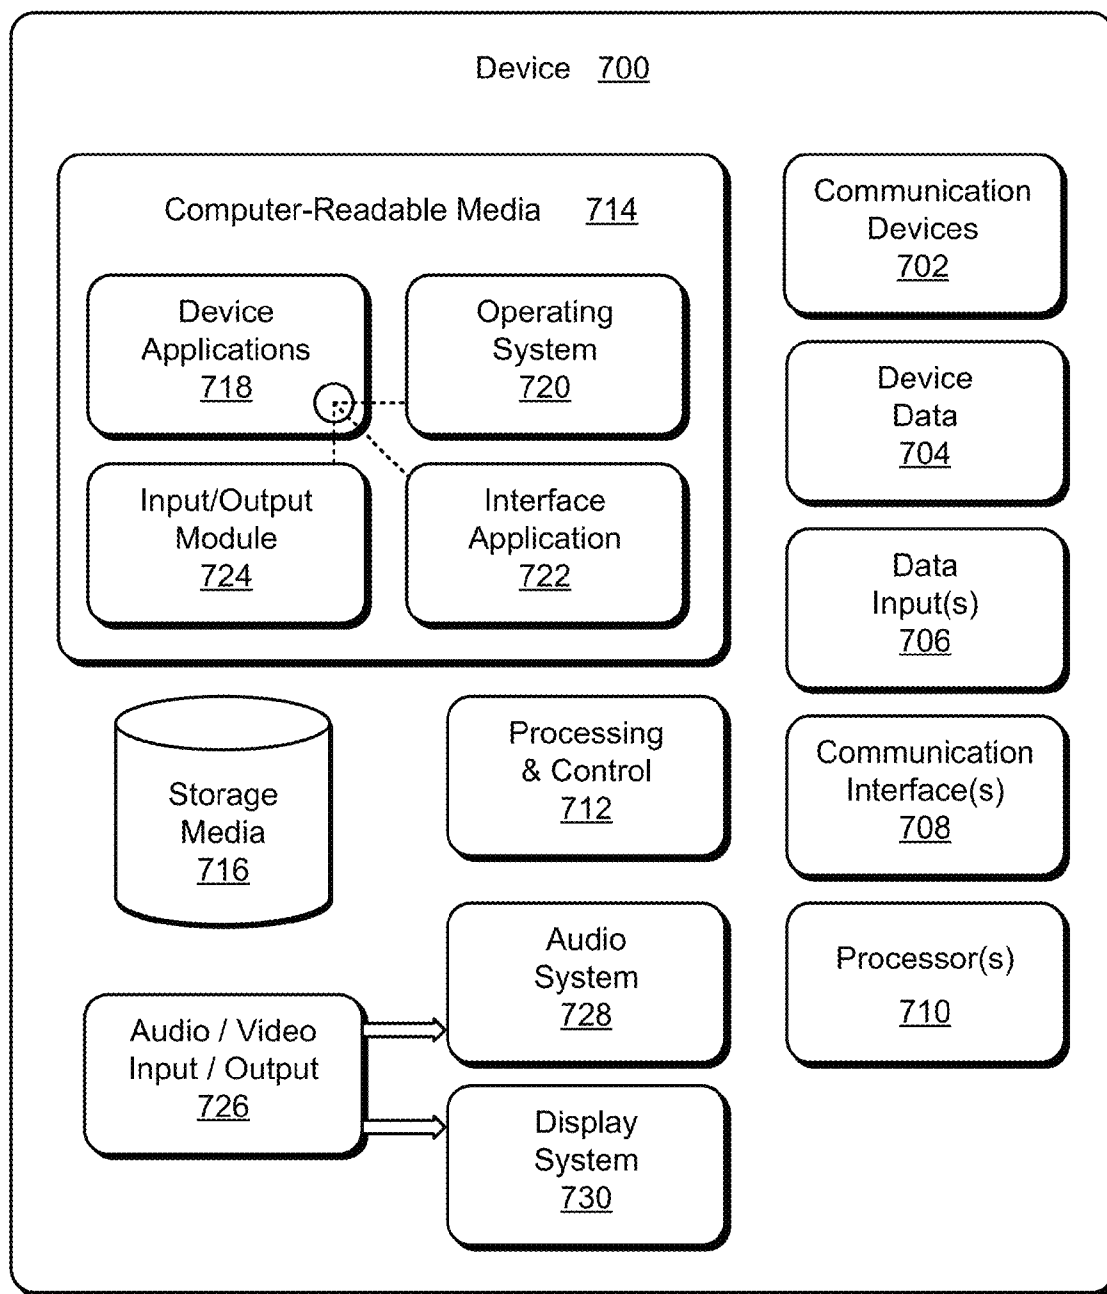 Device 700
Computer-Readable Media 714
Device
Applications
718
Operating
System
720
Input/Output
Module
724
Interface
Application
722
Communication
Devices
702
Device
Data
704
Data
Input(s)
706
Communication
Interface(s)
708
Processor(s)
710
Storage
Media
716
Processing
& Control
712
Audio / Video
Input / Output
726
Audio
System
728
Display
System
730